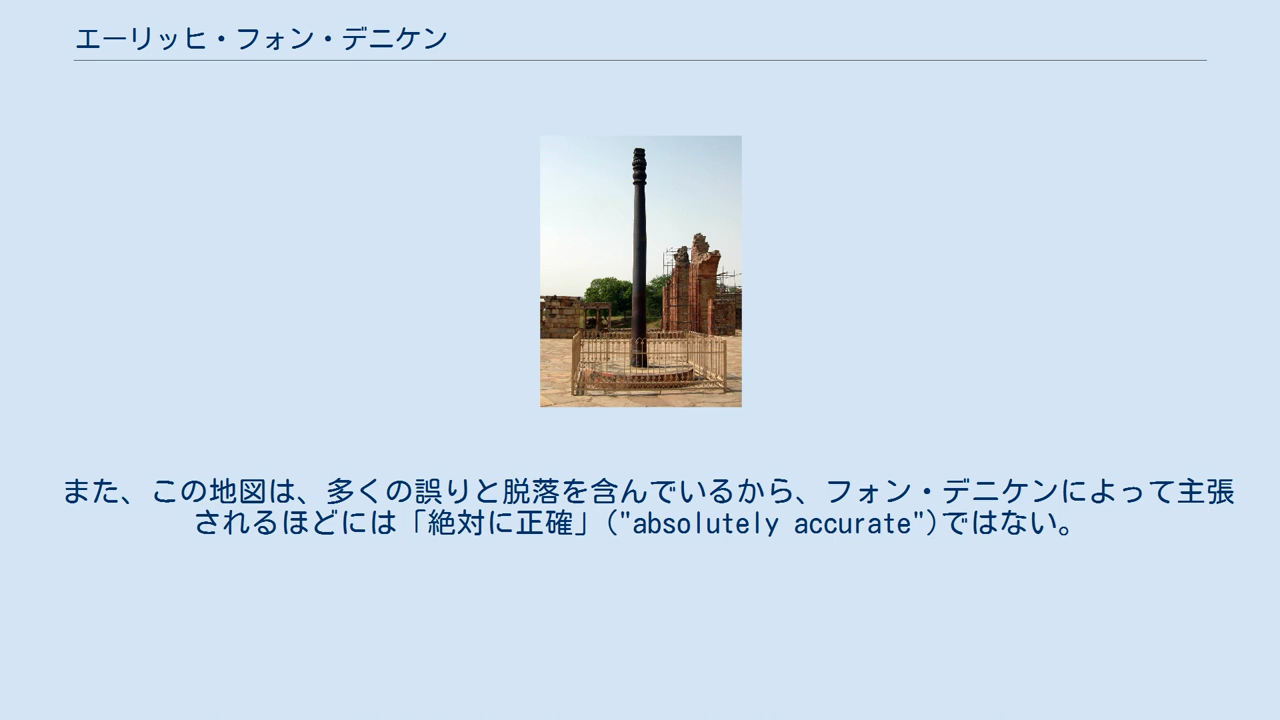 エーリッヒ・フォン・デニケン
また、この地図は、多くの誤りと脱落を含んでいるから、フォン・デニケンによって主張
されるほどには「絶対に正確」("absolutely accurate")ではない。